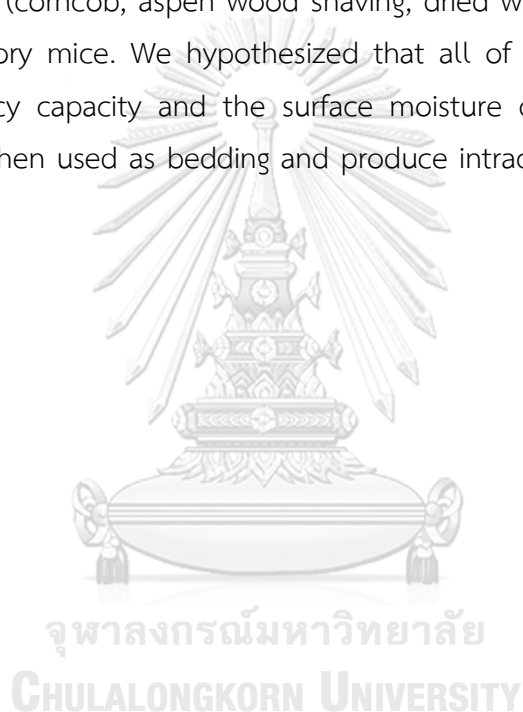 (corncob, aspen wood shaving, dried w
ory mice. We hypothesized that all of
cy capacity and the surface moisture
hen used as bedding and produce intrac
จุฬาลงกรณ์มหาวิทยาลัย
CHULALONGKORN UNIVERSITY